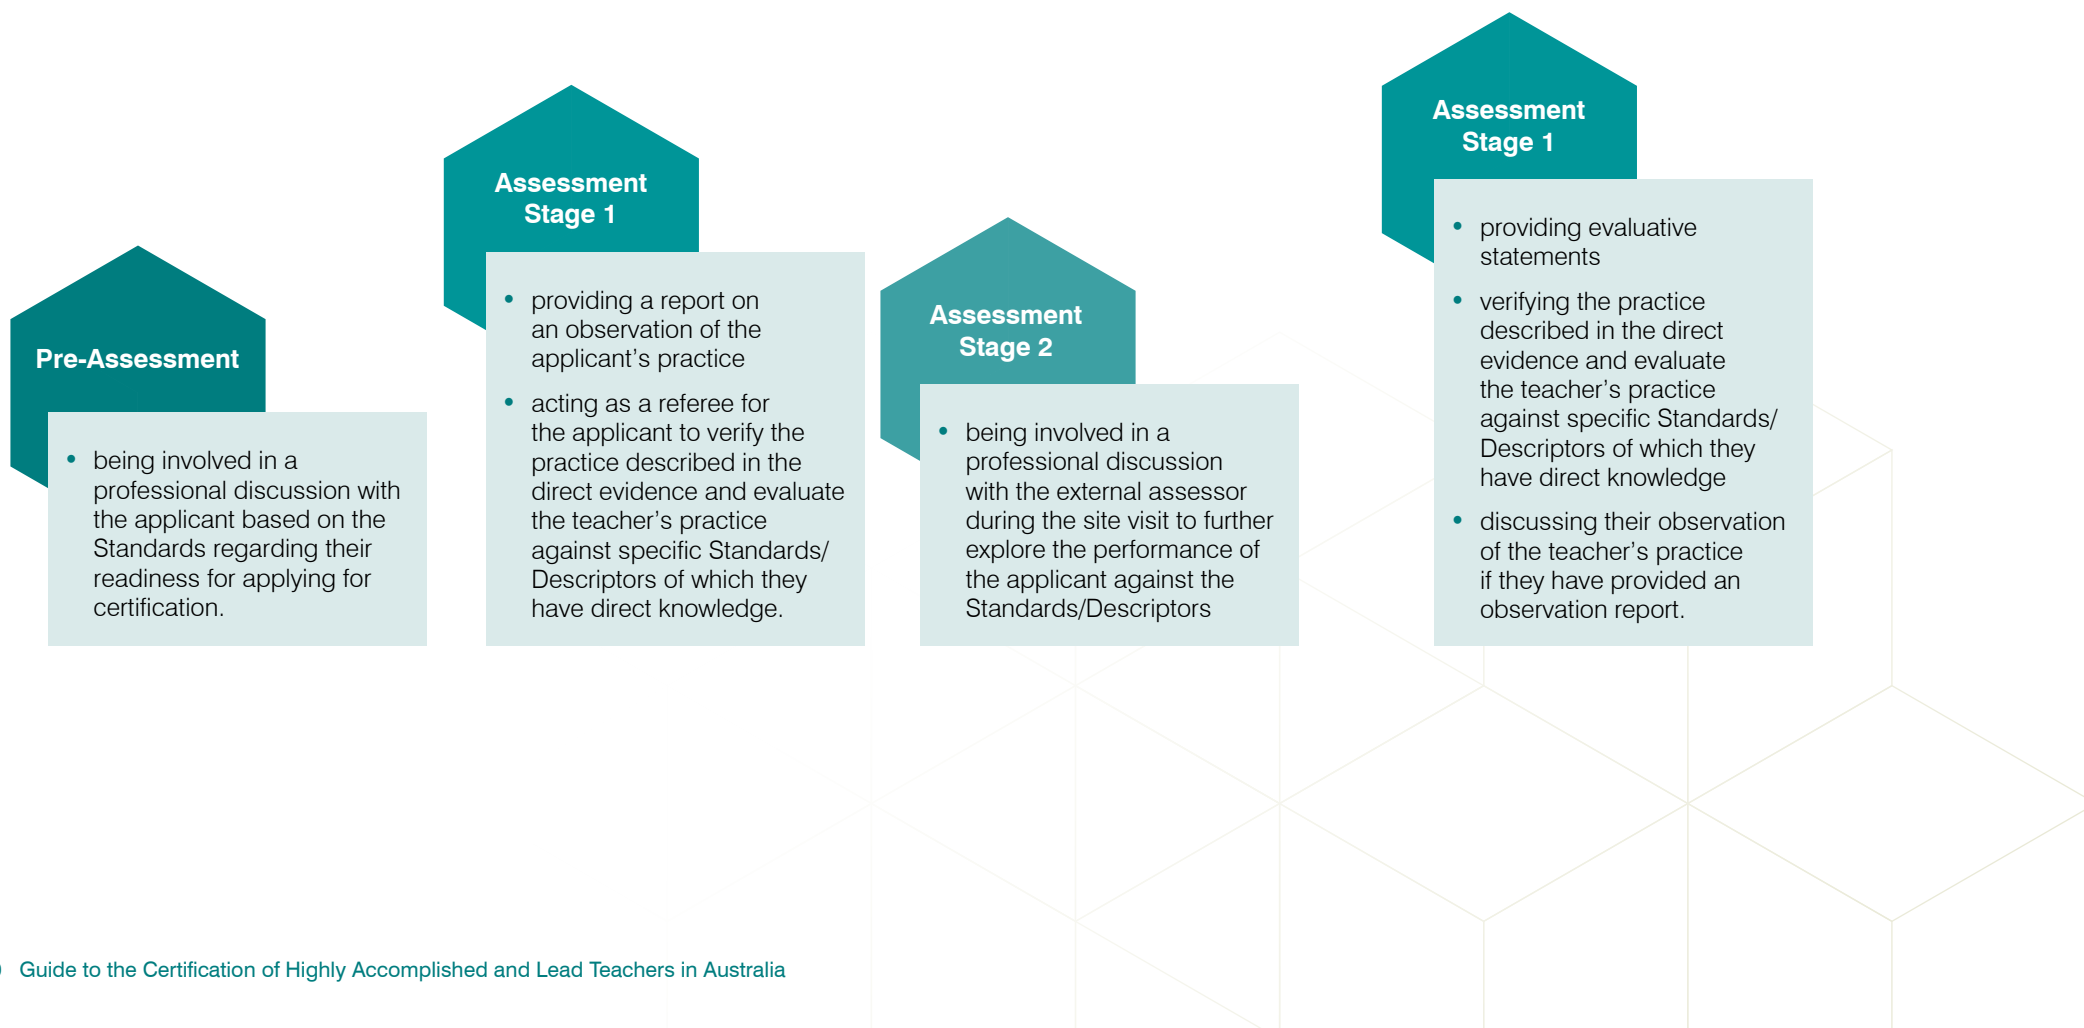 Pre-Assessment
being involved in a
professional discussion with
the applicant based on the
Standards regarding their
readiness for applying for
certification.
Assessment
Stage 1
providing a report on
an observation of the
applicant’s practice
acting as a referee for
the applicant to verify the
practice described in the
direct evidence and evaluate
the teacher’s practice
against specific Standards/
Descriptors of which they
have direct knowledge.
Assessment
Stage 2
being involved in a
professional discussion
with the external assessor
during the site visit to further
explore the performance of
the applicant against the
Standards/Descriptors
Assessment
Stage 1
providing evaluative
statements
verifying the practice
described in the direct
evidence and evaluate
the teacher’s practice
against specific Standards/
Descriptors of which they
have direct knowledge
discussing their observation
of the teacher’s practice
if they have provided an
observation report.
Guide to the Certification of Highly Accomplished and Lead Teachers in Australia